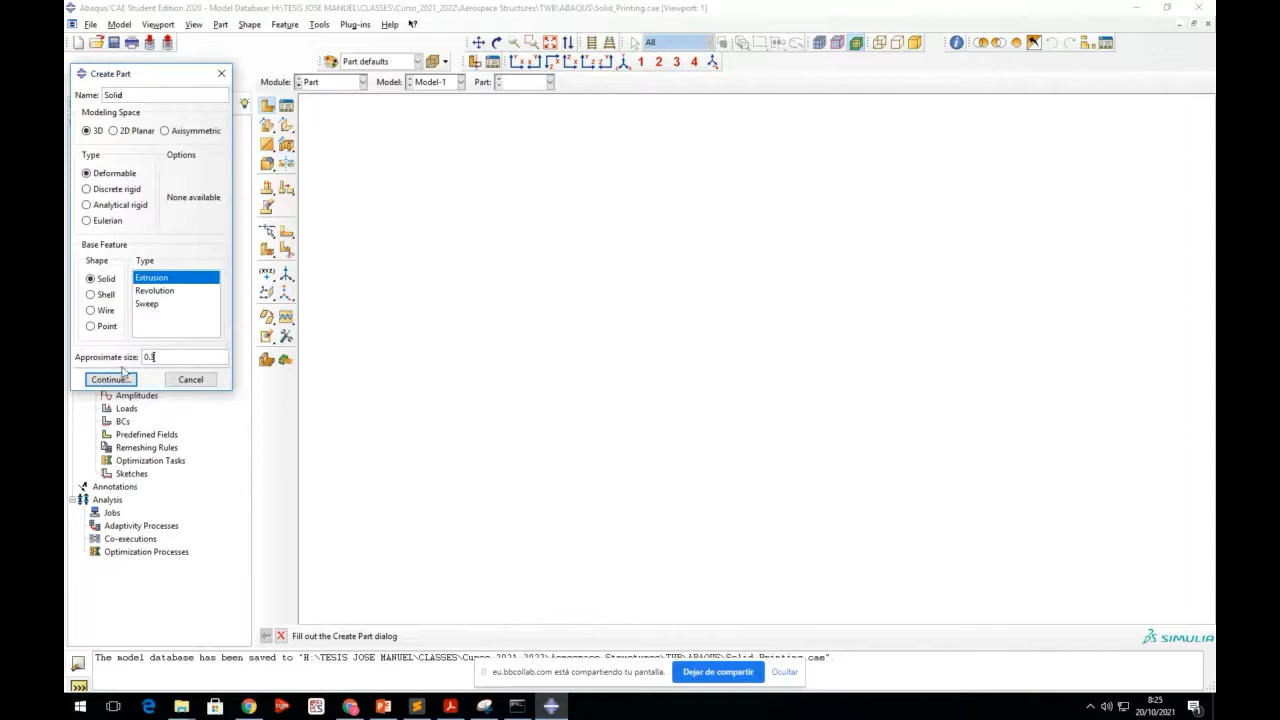 Abaqus/CAE Student Edition 2020 - Model Database: H:\TESIS JOSE MANUEL\CLASSES\Curso_2021_2022\Aerospace Structures\TWB\ABAQUS\Solid_Printing.cae [Viewport: 1]
File Model Viewport View Part Shape Feature Tools Plug-ins Help
All
Part defaults
1 2 3 4
Module: Part Model: Model-1 Part:
Create Part
Name: Solid
Modeling Space
3D 2D Planar Axisymmetric
Type Options
Deformable
Discrete rigid
None available
Analytical rigid
Eulerian
Base Feature
Shape Type
Solid Extrusion
Shell Revolution
Wire Sweep
Point
Approximate size: 0.3
Continue... Cancel
Amplitudes
Loads
BCs
Predefined Fields
Remeshing Rules
Optimization Tasks
Sketches
Annotations
Analysis
Jobs
Adaptivity Processes
Co-executions
Optimization Processes
Fill out the Create Part dialog
SIMULIA
The model database has been saved to "H:\TESIS JOSE MANUEL\CLASSES\Curso_2021_2022\Aerospace Structures\TWB\ABAQUS\Solid_Printing.cae".
eu.bbcollab.com está compartiendo tu pantalla. Dejar de compartir Ocultar
8:25
20/10/2021